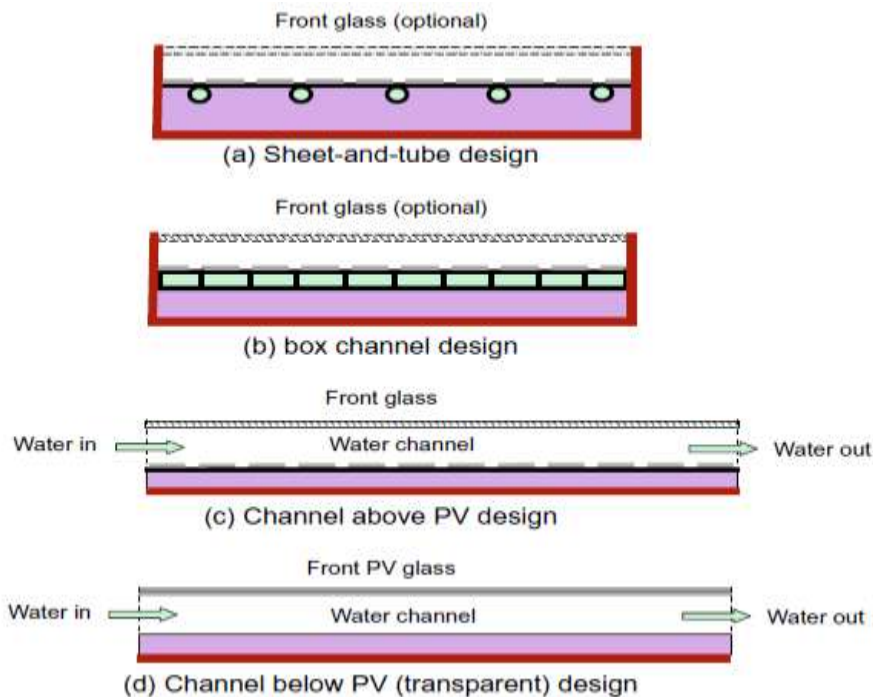 Front glass (optional)
(a) Sheet-and-tube design
Front glass (optional)
(b) box channel design
Front glass
Water in
Water channel
Water out
(c) Channel above PV design
Front PV glass
Water in
Water channel
Water out
(d) Channel below PV (transparent) design